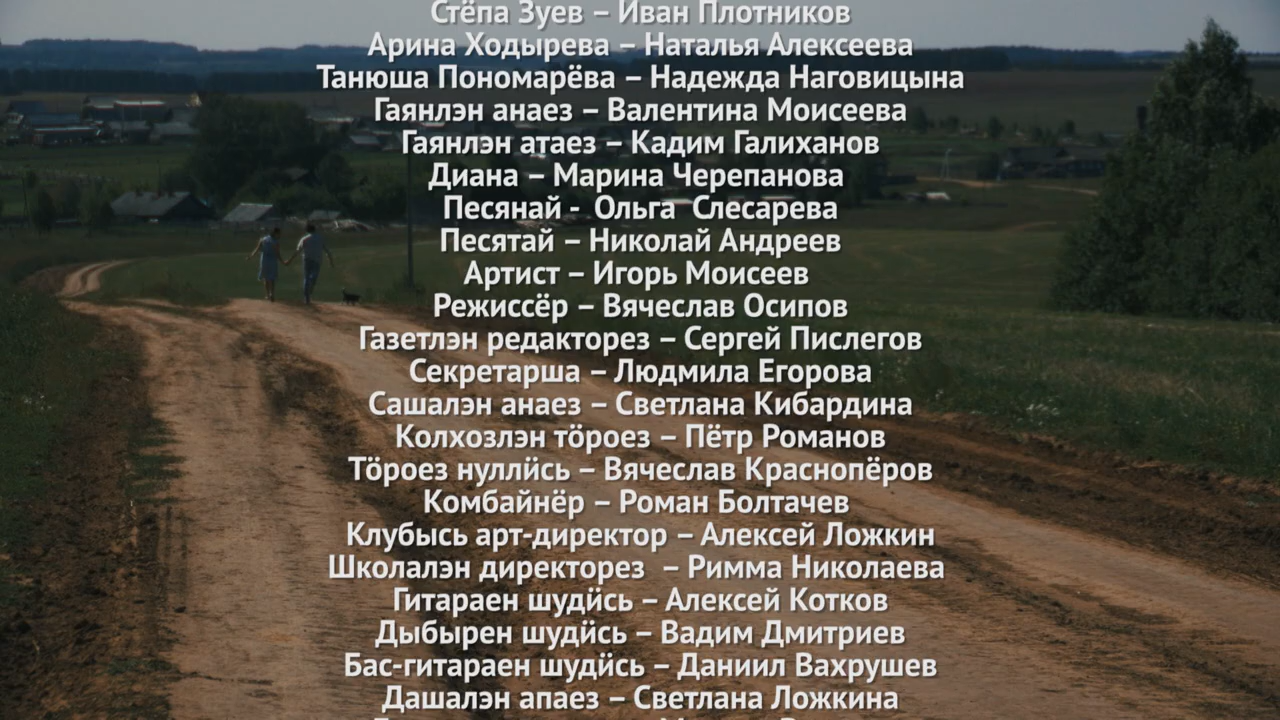 Стёпа Зуев – Иван Плотников
Арина Ходырева – Наталья Алексеева
Танюша Пономарёва – Надежда Наговицына
Гаянлэн анаез – Валентина Моисеева
Гаянлэн атаез – Кадим Галиханов
Диана – Марина Черепанова
Песянай - Ольга Слесарева
Песятай – Николай Андреев
Артист – Игорь Моисеев
Режиссёр – Вячеслав Осипов
Газетлэн редакторез – Сергей Пислегов
Секретарша – Людмила Егорова
Сашалэн анаез – Светлана Кибардина
Колхозлэн тӧроез – Пётр Романов
Тӧроез нуллӥсь – Вячеслав Краснопёров
Комбайнёр – Роман Болтачев
Клубысь арт-директор – Алексей Ложкин
Школалэн директорез – Римма Николаева
Гитараен шудӥсь – Алексей Котков
Дыбырен шудӥсь – Вадим Дмитриев
Бас-гитараен шудӥсь – Даниил Вахрушев
Дашалэн апаез – Светлана Ложкина